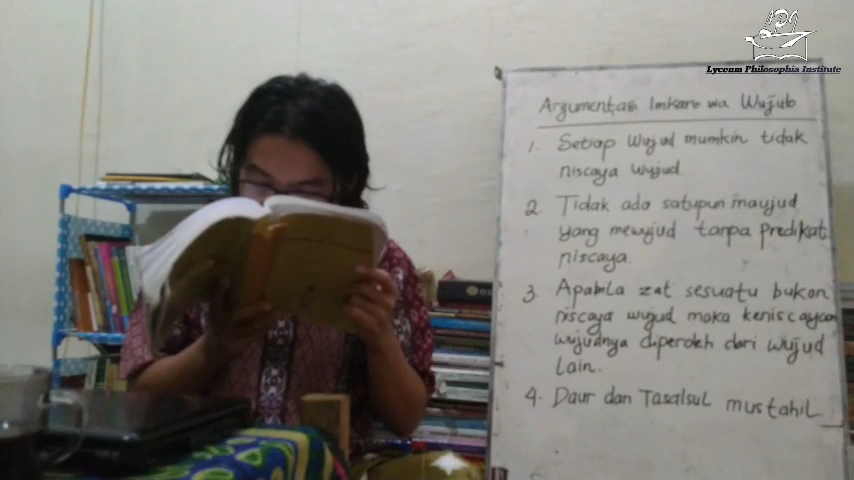 Lyceum Philosophia Institute
Argumentasi Imkan wa Wujub
1. Setiap Wujud mumkin tidak
niscaya wujud.
2. Tidak ada satupun maujud
yang mewujud tanpa Predikat
niscaya.
3. Apabila zat sesuatu bukan
niscaya wujud maka keniscayaan
wujudnya diperoleh dari wujud
Lain.
4. Daur dan Tasalsul mustahil